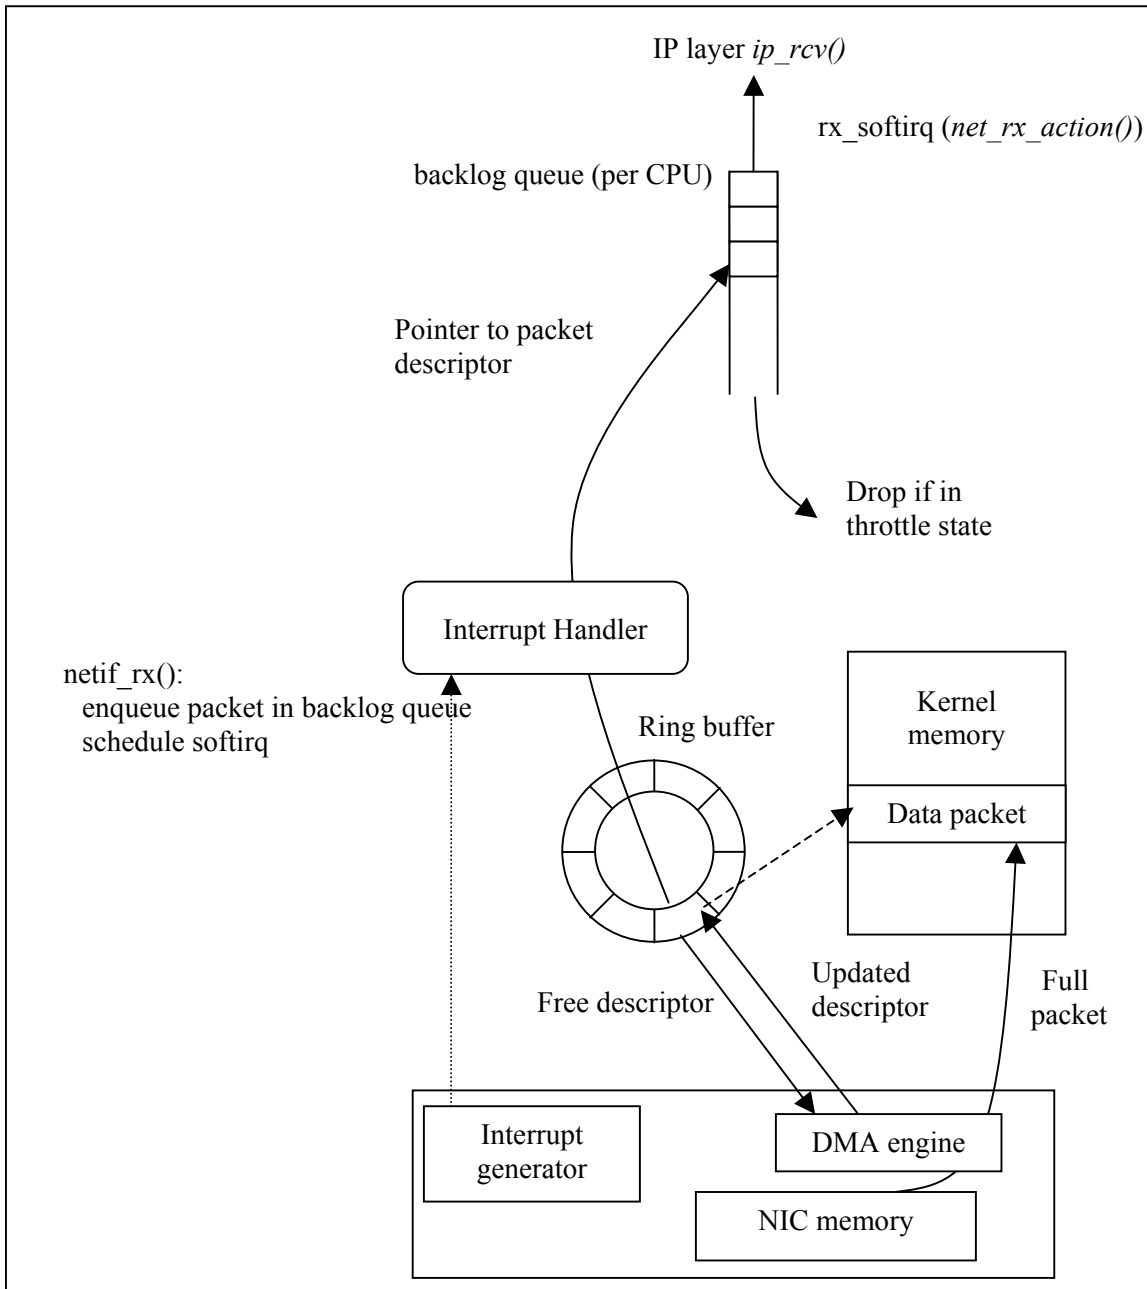 IP layer ip_rcv()
rx_softirq (net_rx_action())
backlog queue (per CPU)
Pointer to packet
descriptor
Drop if in
throttle state
Interrupt Handler
netif_rx():
enqueue packet in backlog queue
schedule softirq
Ring buffer
Kernel
memory
Data packet
Free descriptor
Updated
descriptor
Full
packet
Interrupt
generator
DMA engine
NIC memory